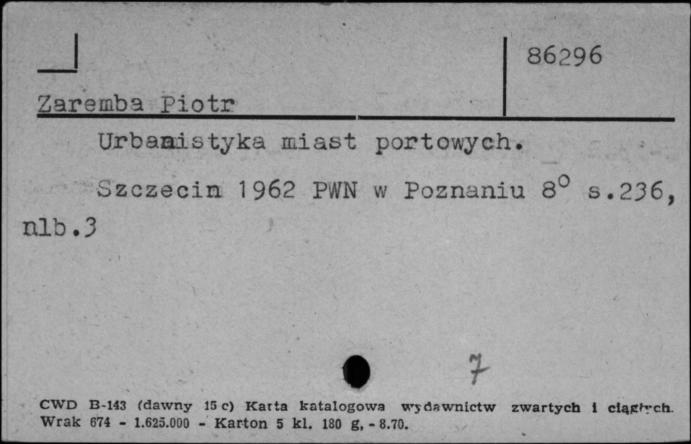 86296
Zaremba Piotr
Urbanistyka miast portowych.
Szczecin 1962 PWN w Poznaniu 8° s.236,
nlb.3
7
CWD B-143 (dawny 15 c) Karta katalogowa wydawnictw zwartych i ciągłych.
Wrak 674 - 1.625.000 - Karton 5 kl. 180 g, - 8.70.